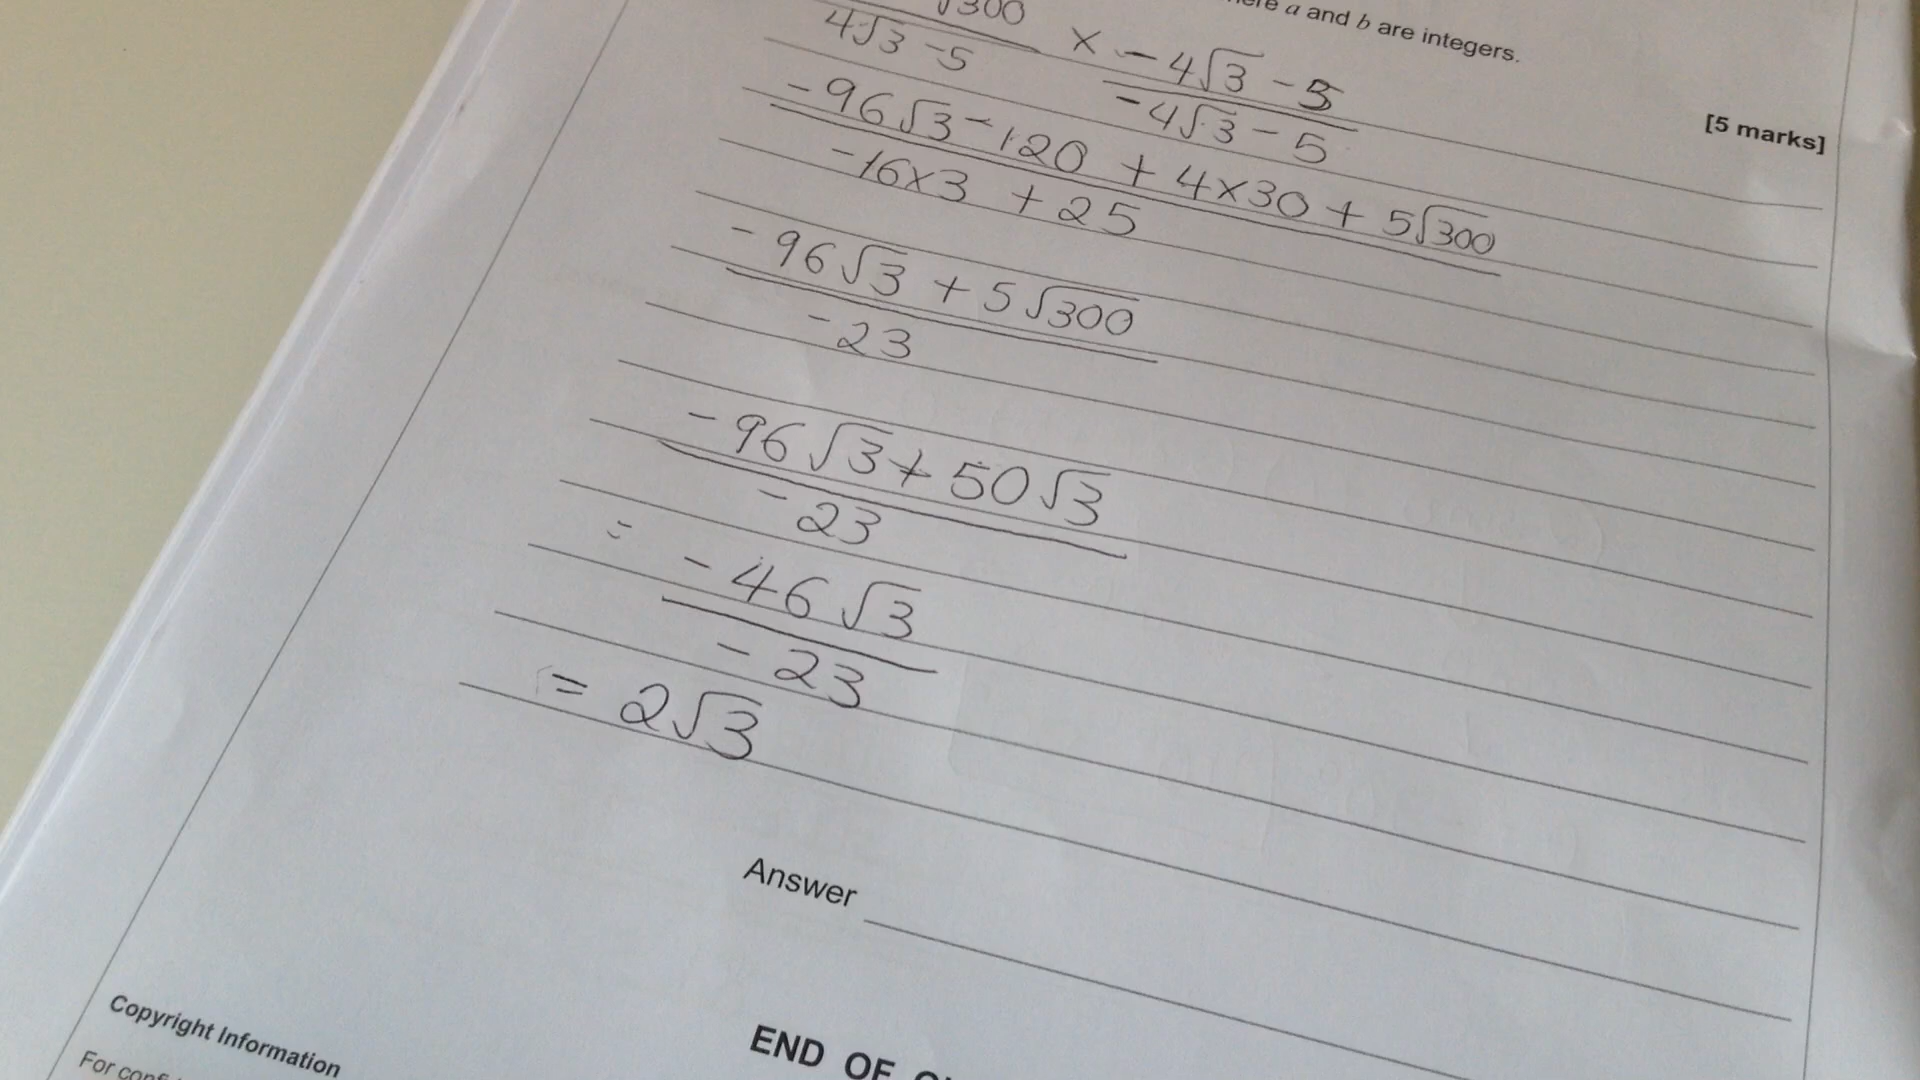 a and b are integers.
√300 × -4√3 - 5
4√3 - 5 -4√3 - 5
[5 marks]
-96√3 - 120 + 4×30 + 5√300
-16×3 + 25
-96√3 + 5√300
-23
-96√3 + 50√3
-23
= -46√3
-23
= 2√3
Answer
END OF
Copyright Information
For